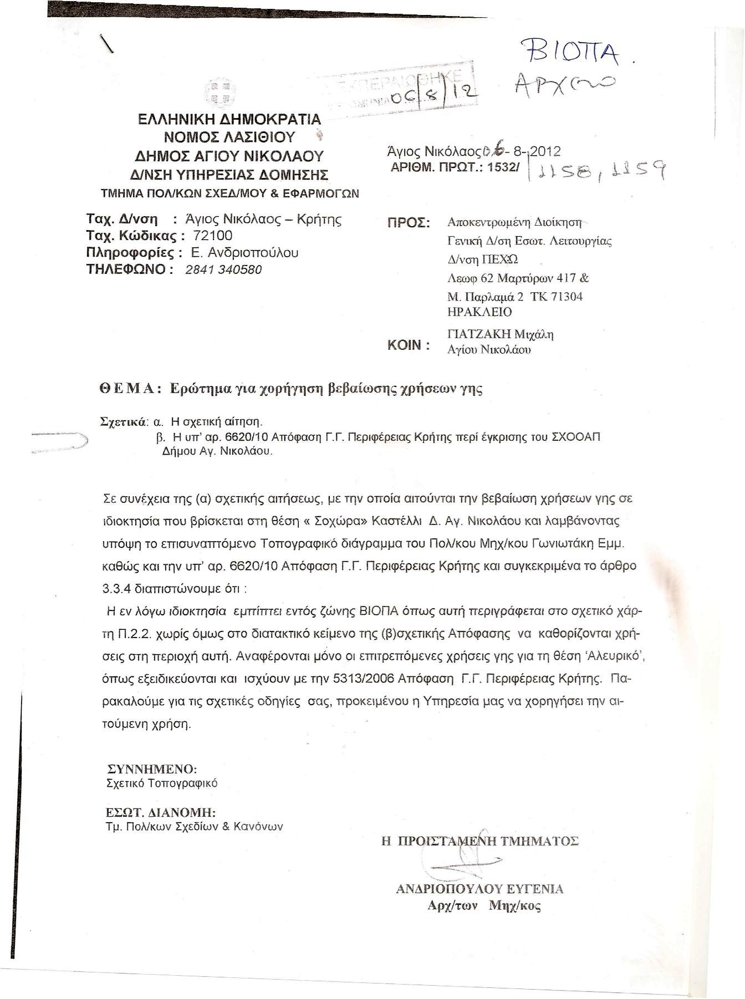 ΒΙΟΠΑ.
ΑΡΧΕΙΟ
ΔΙΕΚΠΕΡΑΙΩΘΗΚΕ
06/8/12
ΕΛΛΗΝΙΚΗ ΔΗΜΟΚΡΑΤΙΑ
ΝΟΜΟΣ ΛΑΣΙΘΙΟΥ
ΔΗΜΟΣ ΑΓΙΟΥ ΝΙΚΟΛΑΟΥ
Δ/ΝΣΗ ΥΠΗΡΕΣΙΑΣ ΔΟΜΗΣΗΣ
ΤΜΗΜΑ ΠΟΛ/ΚΩΝ ΣΧΕΔ/ΜΟΥ & ΕΦΑΡΜΟΓΩΝ
Ταχ. Δ/νση : Άγιος Νικόλαος – Κρήτης
Ταχ. Κώδικας : 72100
Πληροφορίες : Ε. Ανδριοπούλου
ΤΗΛΕΦΩΝΟ : 2841 340580
Άγιος Νικόλαος 06- 8- 2012
ΑΡΙΘΜ. ΠΡΩΤ.: 1532/ 1158, 1159
ΠΡΟΣ: Αποκεντρωμένη Διοίκηση
Γενική Δ/ση Εσωτ. Λειτουργίας
Δ/νση ΠΕΧΩ
Λεωφ 62 Μαρτύρων 417 &
Μ. Παρλαμά 2 ΤΚ 71304
ΗΡΑΚΛΕΙΟ
ΚΟΙΝ : ΓΙΑΤΖΑΚΗ Μιχάλη
Αγίου Νικολάου
Θ Ε Μ Α : Ερώτημα για χορήγηση βεβαίωσης χρήσεων γης
Σχετικά: α. Η σχετική αίτηση.
β. Η υπ' αρ. 6620/10 Απόφαση Γ.Γ. Περιφέρειας Κρήτης περί έγκρισης του ΣΧΟΟΑΠ
Δήμου Αγ. Νικολάου.
Σε συνέχεια της (α) σχετικής αιτήσεως, με την οποία αιτούνται την βεβαίωση χρήσεων γης σε
ιδιοκτησία που βρίσκεται στη θέση « Σοχώρα» Καστέλλι Δ. Αγ. Νικολάου και λαμβάνοντας
υπόψη το επισυναπτόμενο Τοπογραφικό διάγραμμα του Πολ/κου Μηχ/κου Γωνιωτάκη Εμμ.
καθώς και την υπ' αρ. 6620/10 Απόφαση Γ.Γ. Περιφέρειας Κρήτης και συγκεκριμένα το άρθρο
3.3.4 διαπιστώνουμε ότι :
Η εν λόγω ιδιοκτησία εμπίπτει εντός ζώνης ΒΙΟΠΑ όπως αυτή περιγράφεται στο σχετικό χάρ-
τη Π.2.2. χωρίς όμως στο διατακτικό κείμενο της (β)σχετικής Απόφασης να καθορίζονται χρή-
σεις στη περιοχή αυτή. Αναφέρονται μόνο οι επιτρεπόμενες χρήσεις γης για τη θέση 'Αλευρικό',
όπως εξειδικεύονται και ισχύουν με την 5313/2006 Απόφαση Γ.Γ. Περιφέρειας Κρήτης. Πα-
ρακαλούμε για τις σχετικές οδηγίες σας, προκειμένου η Υπηρεσία μας να χορηγήσει την αι-
τούμενη χρήση.
ΣΥΝΝΗΜΕΝΟ:
Σχετικό Τοπογραφικό
ΕΣΩΤ. ΔΙΑΝΟΜΗ:
Τμ. Πολ/κων Σχεδίων & Κανόνων
Η ΠΡΟΙΣΤΑΜΕΝΗ ΤΜΗΜΑΤΟΣ
ΑΝΔΡΙΟΠΟΥΛΟΥ ΕΥΓΕΝΙΑ
Αρχ/των Μηχ/κος